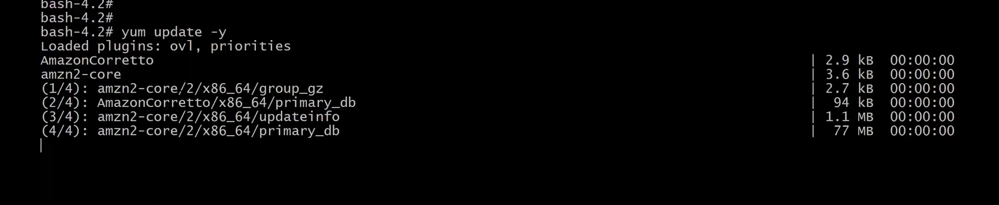 bash-4.2#
bash-4.2#
bash-4.2# yum update -y
Loaded plugins: ovl, priorities
AmazonCorretto | 2.9 kB 00:00:00
amzn2-core | 3.6 kB 00:00:00
(1/4): amzn2-core/2/x86_64/group_gz | 2.7 kB 00:00:00
(2/4): AmazonCorretto/x86_64/primary_db | 94 kB 00:00:00
(3/4): amzn2-core/2/x86_64/updateinfo | 1.1 MB 00:00:00
(4/4): amzn2-core/2/x86_64/primary_db | 77 MB 00:00:00